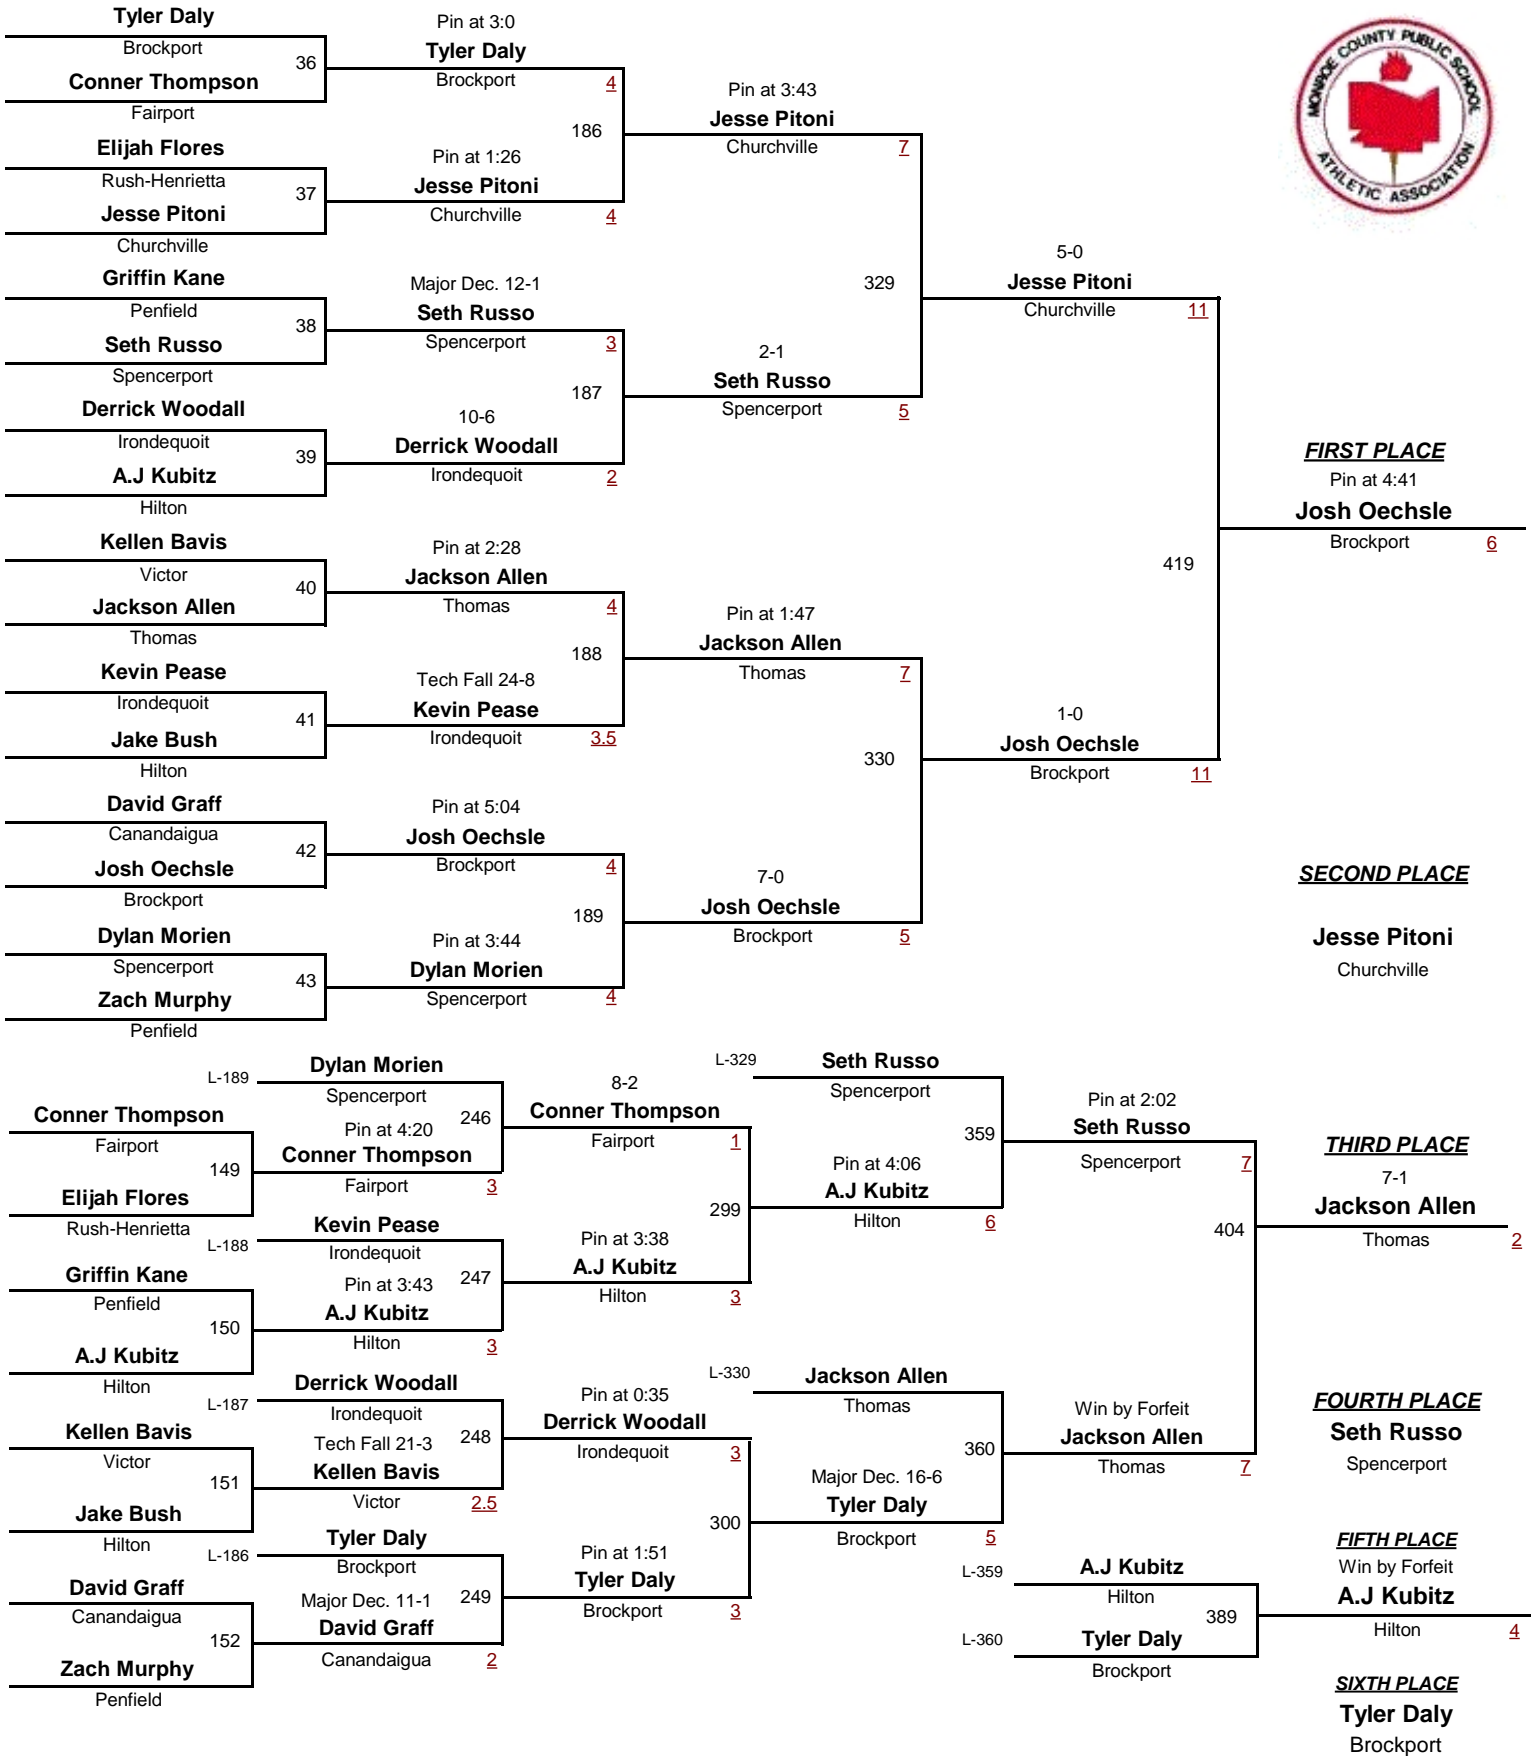 Tyler Daly
Brockport
36
Conner Thompson
Fairport
Elijah Flores
Rush-Henrietta
37
Jesse Pitoni
Churchville
Griffin Kane
Penfield
38
Seth Russo
Spencerport
Derrick Woodall
Irondequoit
39
A.J Kubitz
Hilton
Kellen Bavis
Victor
40
Jackson Allen
Thomas
Kevin Pease
Irondequoit
41
Jake Bush
Hilton
David Graff
Canandaigua
42
Josh Oechsle
Brockport
Dylan Morien
Spencerport
43
Zach Murphy
Penfield
Pin at 3:0
Tyler Daly
Brockport
4
186
Pin at 1:26
Jesse Pitoni
Churchville
4
Major Dec. 12-1
Seth Russo
Spencerport
3
187
10-6
Derrick Woodall
Irondequoit
2
Pin at 2:28
Jackson Allen
Thomas
4
188
Tech Fall 24-8
Kevin Pease
Irondequoit
3.5
Pin at 5:04
Josh Oechsle
Brockport
4
189
Pin at 3:44
Dylan Morien
Spencerport
4
Pin at 3:43
Jesse Pitoni
Churchville
7
329
2-1
Seth Russo
Spencerport
5
Pin at 1:47
Jackson Allen
Thomas
7
330
7-0
Josh Oechsle
Brockport
5
5-0
Jesse Pitoni
Churchville
11
419
1-0
Josh Oechsle
Brockport
11
MONROE COUNTY PUBLIC SCHOOL
ATHLETIC ASSOCIATION
FIRST PLACE
Pin at 4:41
Josh Oechsle
Brockport
6
SECOND PLACE
Jesse Pitoni
Churchville
L-189
Dylan Morien
Spencerport
246
Conner Thompson
Fairport
149
Elijah Flores
Rush-Henrietta
Pin at 4:20
Conner Thompson
Fairport
3
L-188
Kevin Pease
Irondequoit
247
Griffin Kane
Penfield
150
A.J Kubitz
Hilton
Pin at 3:43
A.J Kubitz
Hilton
3
L-187
Derrick Woodall
Irondequoit
248
Kellen Bavis
Victor
151
Jake Bush
Hilton
Tech Fall 21-3
Kellen Bavis
Victor
2.5
L-186
Tyler Daly
Brockport
249
David Graff
Canandaigua
152
Zach Murphy
Penfield
Major Dec. 11-1
David Graff
Canandaigua
2
8-2
Conner Thompson
Fairport
1
299
Pin at 3:38
A.J Kubitz
Hilton
3
Pin at 0:35
Derrick Woodall
Irondequoit
3
300
Pin at 1:51
Tyler Daly
Brockport
3
L-329
Seth Russo
Spencerport
359
Pin at 4:06
A.J Kubitz
Hilton
6
L-330
Jackson Allen
Thomas
360
Major Dec. 16-6
Tyler Daly
Brockport
5
Pin at 2:02
Seth Russo
Spencerport
7
404
Win by Forfeit
Jackson Allen
Thomas
7
THIRD PLACE
7-1
Jackson Allen
Thomas
2
FOURTH PLACE
Seth Russo
Spencerport
L-359
A.J Kubitz
Hilton
389
L-360
Tyler Daly
Brockport
FIFTH PLACE
Win by Forfeit
A.J Kubitz
Hilton
4
SIXTH PLACE
Tyler Daly
Brockport